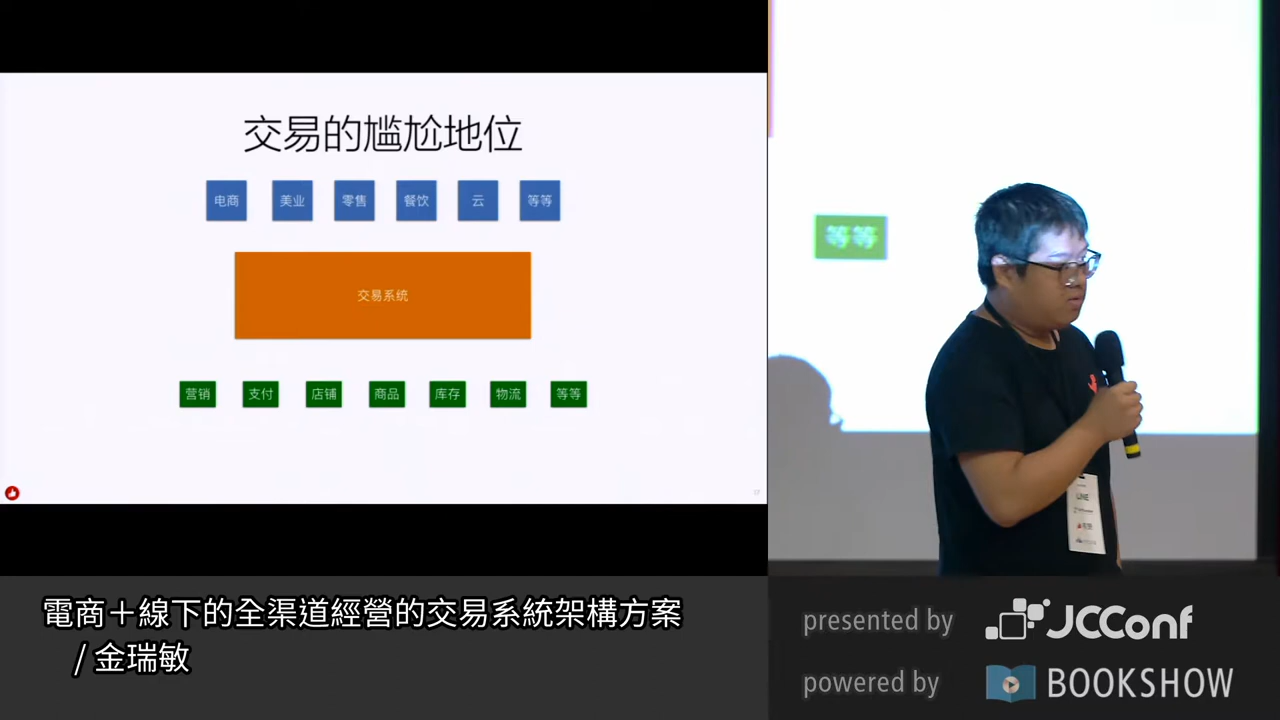 交易的尴尬地位
电商 美业 零售 餐饮 云 等等
交易系统
营销 支付 店铺 商品 库存 物流 等等
17
等等
LINE
電商＋線下的全渠道經營的交易系統架構方案
/ 金瑞敏
presented by JCConf
powered by BOOKSHOW